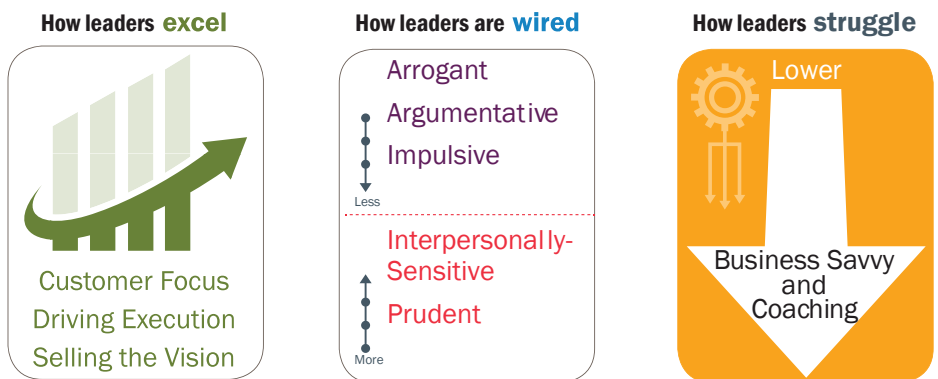 How leaders excel
Customer Focus
Driving Execution
Selling the Vision
How leaders are wired
Arrogant
Argumentative
Impulsive
Less
Interpersonally-
Sensitive
Prudent
More
How leaders struggle
Lower
Business Savvy
and
Coaching